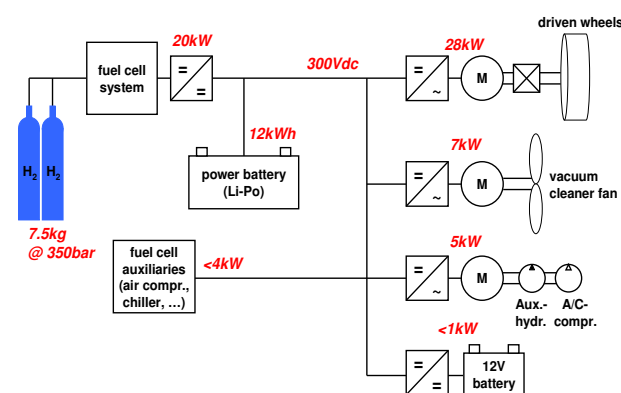 driven wheels
20kW
28kW
fuel cell
system
=
=
300Vdc
=
~
M
12kWh
H2 H2
power battery
(Li-Po)
7kW
=
~
M
vacuum
cleaner fan
7.5kg
@ 350bar
fuel cell
auxiliaries
(air compr.,
chiller, ...)
<4kW
5kW
=
~
M
Aux.-
hydr.
A/C-
compr.
<1kW
=
=
12V
battery